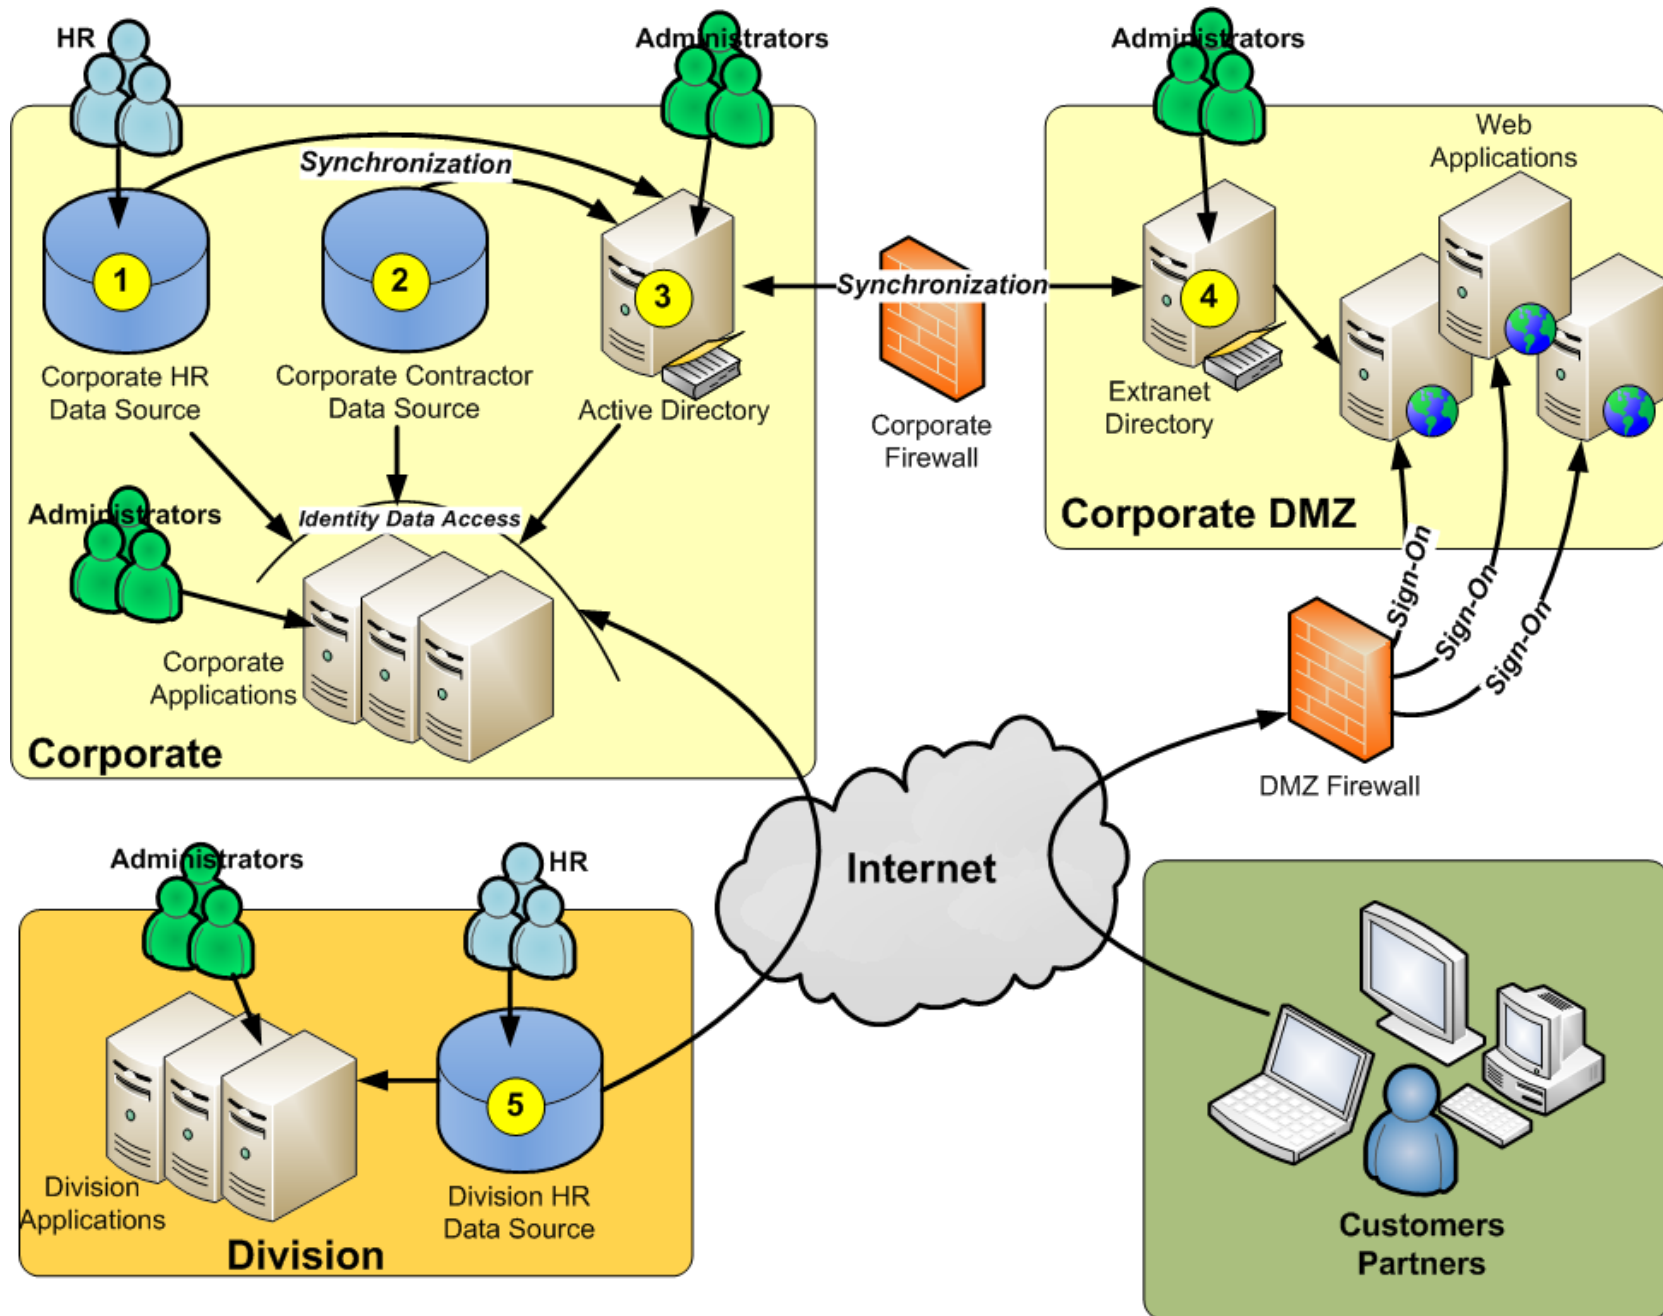 HR
Administrators
Administrators
Web
Applications
Synchronization
1
2
3
Synchronization
4
Corporate HR
Data Source
Corporate Contractor
Data Source
Active Directory
Corporate
Firewall
Extranet
Directory
Administrators
Identity Data Access
Corporate DMZ
Sign-On
Sign-On
Sign-On
Corporate
Applications
Corporate
DMZ Firewall
Internet
Administrators
HR
5
Division
Applications
Division HR
Data Source
Division
Customers
Partners